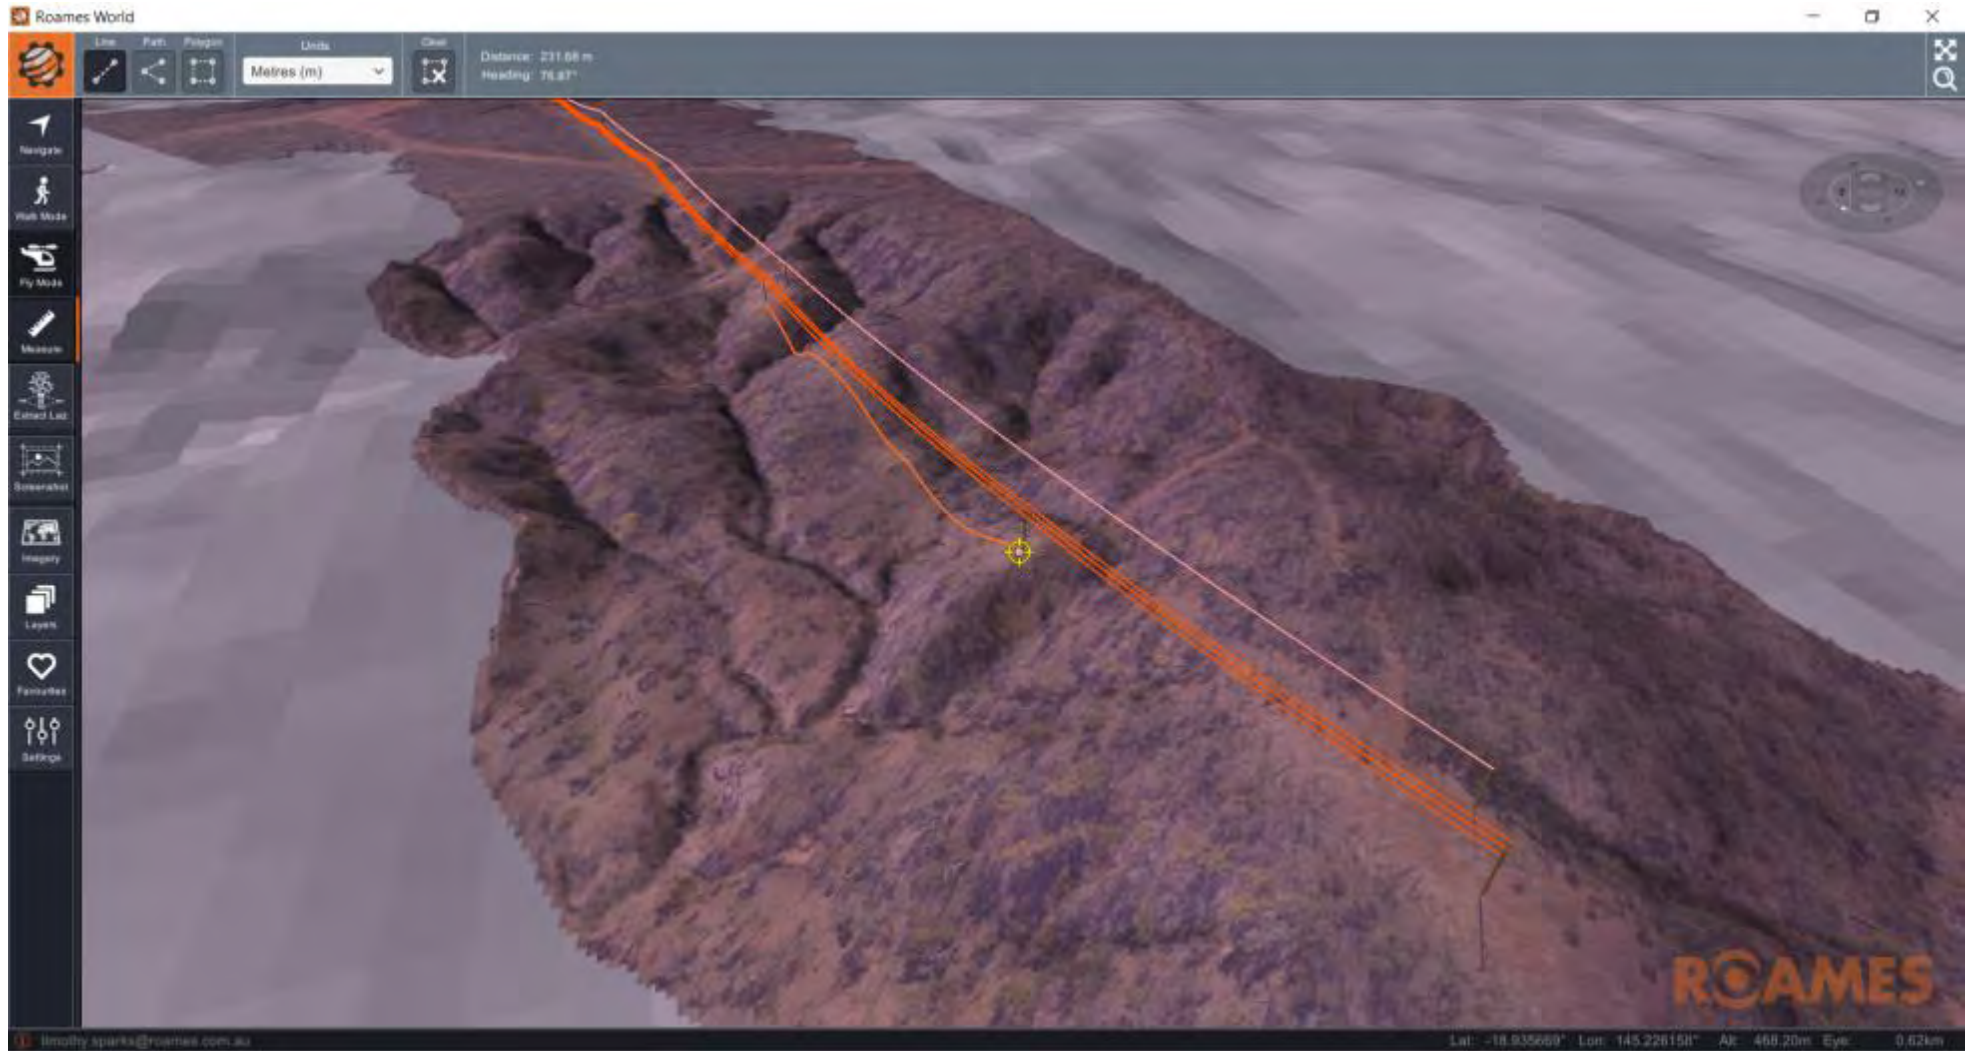 Roames World
Line Path Polygon Units Clear
Metres (m)
Distance: 231.68 m
Heading: 76.87°
Navigate
Walk Mode
Fly Mode
Measure
Extract Laz
Screenshot
Imagery
Layers
Favourites
Settings
ROAMES
timothy.sparks@roames.com.au
Lat: -18.935669° Lon: 145.226158° Alt: 468.20m Eye: 0.62km